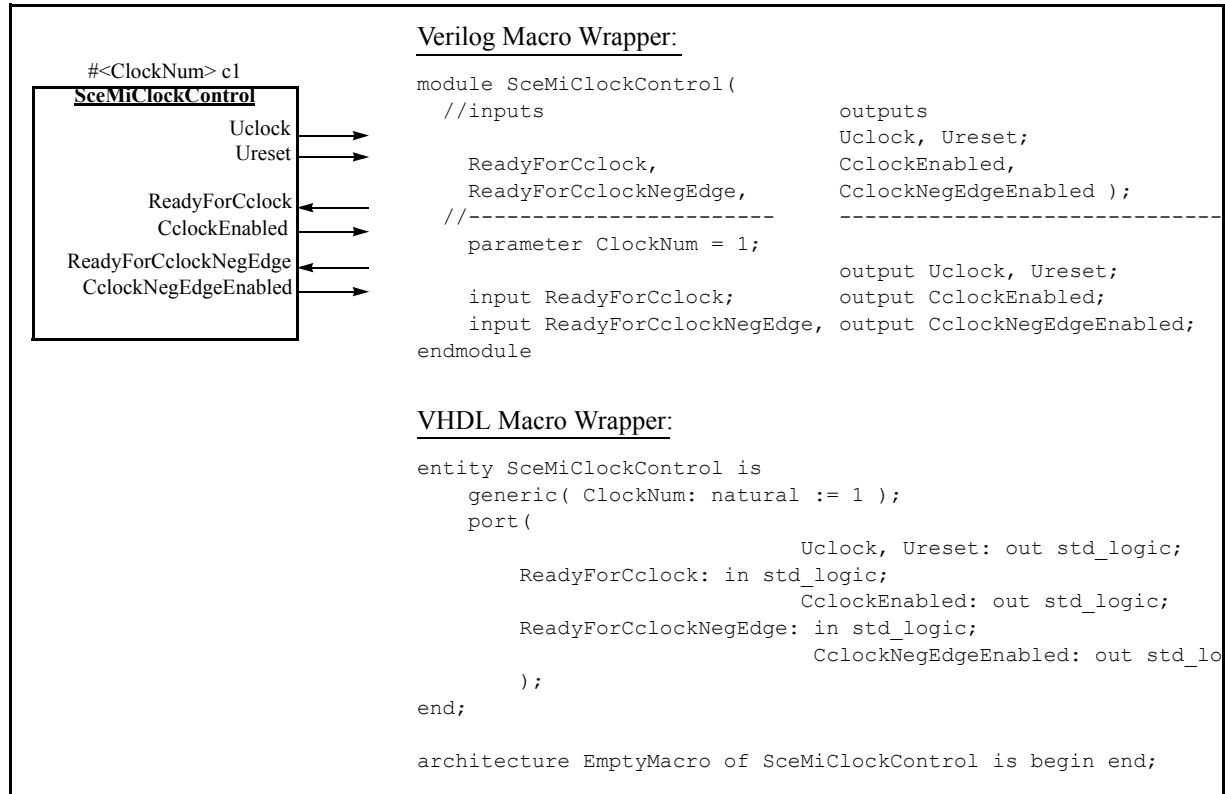 #<ClockNum> c1
SceMiClockControl
Uclock
Ureset
ReadyForCclock
CclockEnabled
ReadyForCclockNegEdge
CclockNegEdgeEnabled
Verilog Macro Wrapper:
module SceMiClockControl(
//inputs outputs
Uclock, Ureset;
ReadyForCclock, CclockEnabled,
ReadyForCclockNegEdge, CclockNegEdgeEnabled );
//------------------------ ------------------------------
parameter ClockNum = 1;
output Uclock, Ureset;
input ReadyForCclock; output CclockEnabled;
input ReadyForCclockNegEdge, output CclockNegEdgeEnabled;
endmodule
VHDL Macro Wrapper:
entity SceMiClockControl is
generic( ClockNum: natural := 1 );
port(
Uclock, Ureset: out std_logic;
ReadyForCclock: in std_logic;
CclockEnabled: out std_logic;
ReadyForCclockNegEdge: in std_logic;
CclockNegEdgeEnabled: out std_lo
);
end;
architecture EmptyMacro of SceMiClockControl is begin end;